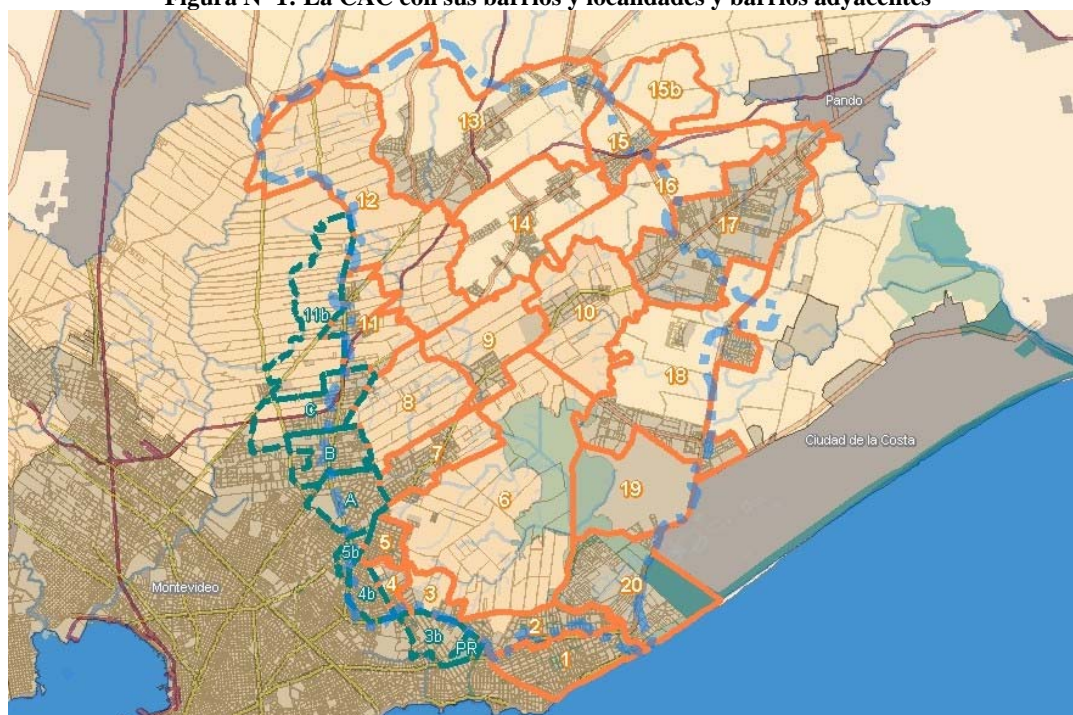 Figura Nº 1: La CAC con sus barrios y localidades y barrios adyacentes
15b
Pando
13
15
16
12
17
14
11b
11
10
9
18
8
C
Ciudad de la Costa
7
B
6
19
A
5
5b
20
Montevideo
4
4b
3
2
3b
PR
1